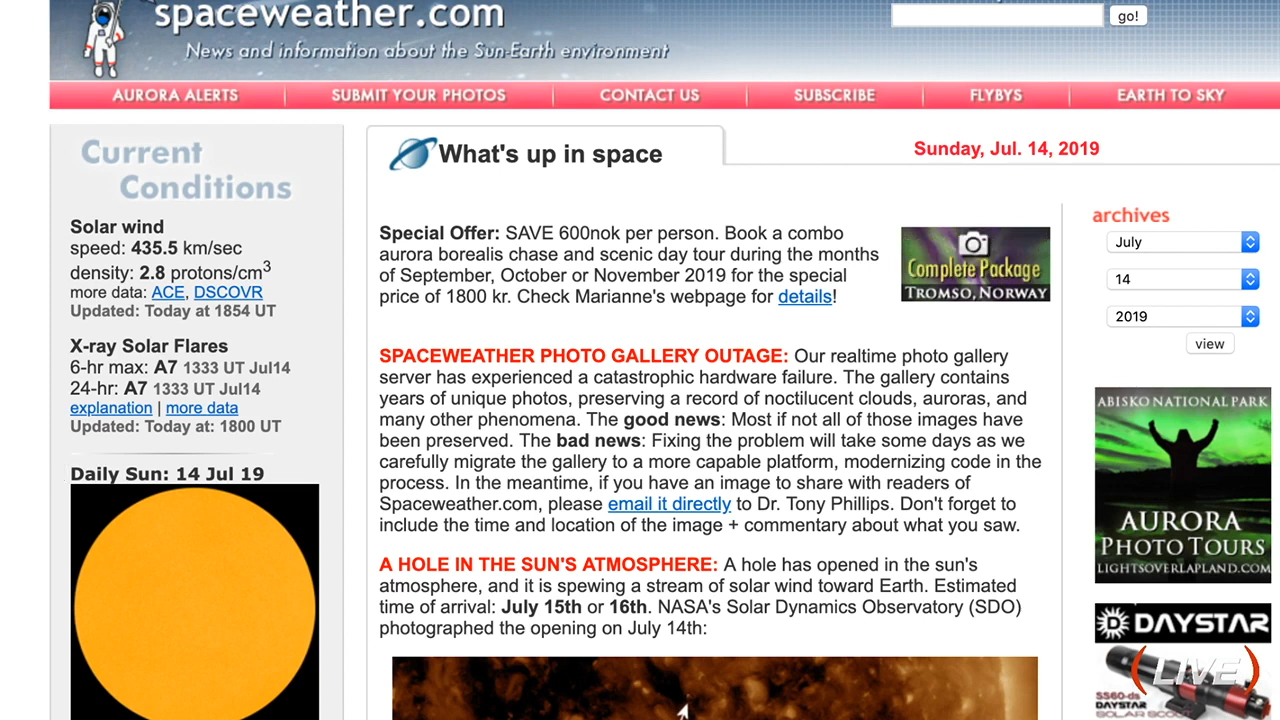 spaceweather.com
News and information about the Sun-Earth environment
go!
AURORA ALERTS
SUBMIT YOUR PHOTOS
CONTACT US
SUBSCRIBE
FLYBYS
EARTH TO SKY
Current
Conditions
Solar wind
speed: 435.5 km/sec
density: 2.8 protons/cm3
more data: ACE, DSCOVR
Updated: Today at 1854 UT
X-ray Solar Flares
6-hr max: A7 1333 UT Jul14
24-hr: A7 1333 UT Jul14
explanation | more data
Updated: Today at: 1800 UT
Daily Sun: 14 Jul 19
What's up in space
Sunday, Jul. 14, 2019
Special Offer: SAVE 600nok per person. Book a combo
aurora borealis chase and scenic day tour during the months
of September, October or November 2019 for the special
price of 1800 kr. Check Marianne's webpage for details!
Complete Package
TROMSO, NORWAY
SPACEWEATHER PHOTO GALLERY OUTAGE: Our realtime photo gallery
server has experienced a catastrophic hardware failure. The gallery contains
years of unique photos, preserving a record of noctilucent clouds, auroras, and
many other phenomena. The good news: Most if not all of those images have
been preserved. The bad news: Fixing the problem will take some days as we
carefully migrate the gallery to a more capable platform, modernizing code in the
process. In the meantime, if you have an image to share with readers of
Spaceweather.com, please email it directly to Dr. Tony Phillips. Don't forget to
include the time and location of the image + commentary about what you saw.
A HOLE IN THE SUN'S ATMOSPHERE: A hole has opened in the sun's
atmosphere, and it is spewing a stream of solar wind toward Earth. Estimated
time of arrival: July 15th or 16th. NASA's Solar Dynamics Observatory (SDO)
photographed the opening on July 14th:
archives
July
14
2019
view
ABISKO NATIONAL PARK
AURORA
PHOTO TOURS
LIGHTSOVERLAPLAND.COM
DAYSTAR
(LIVE)
SS60-ds
DAYSTAR
SOLAR SCOUT